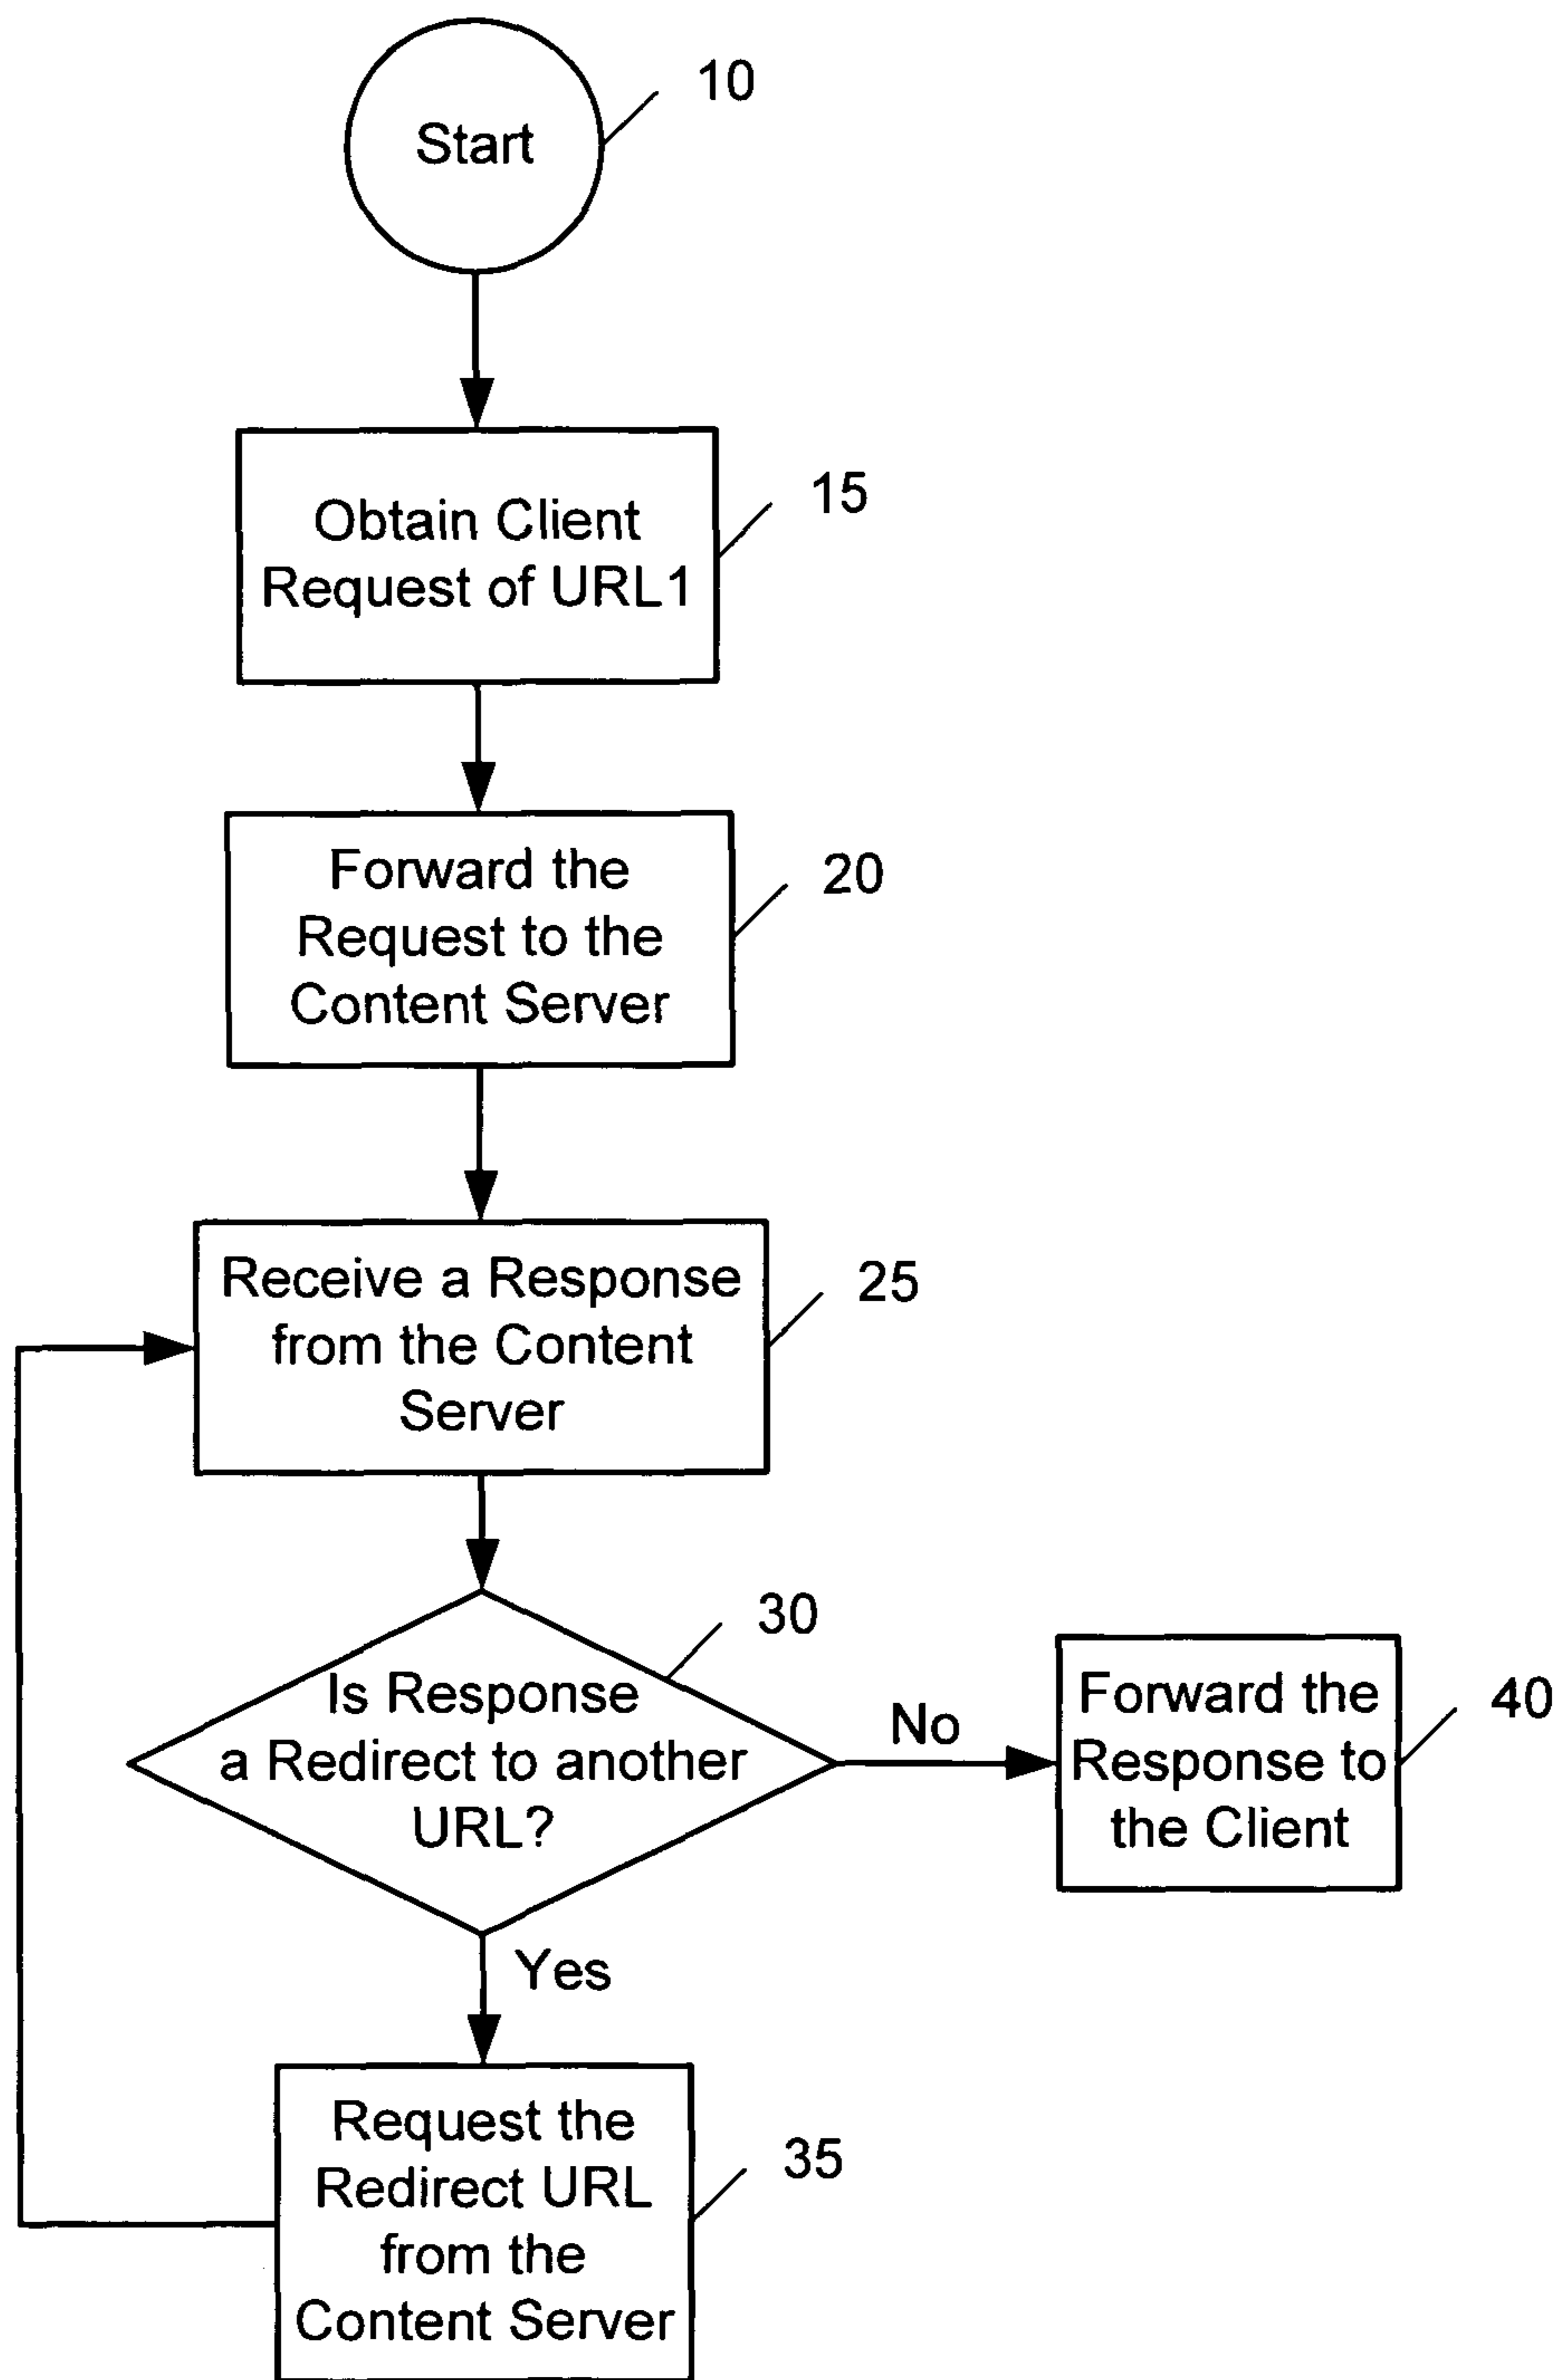 Start
10
Obtain Client
Request of URL1
15
Forward the
Request to the
Content Server
20
Receive a Response
from the Content
Server
25
Is Response
a Redirect to another
URL?
30
No
Forward the
Response to
the Client
40
Yes
Request the
Redirect URL
from the
Content Server
35